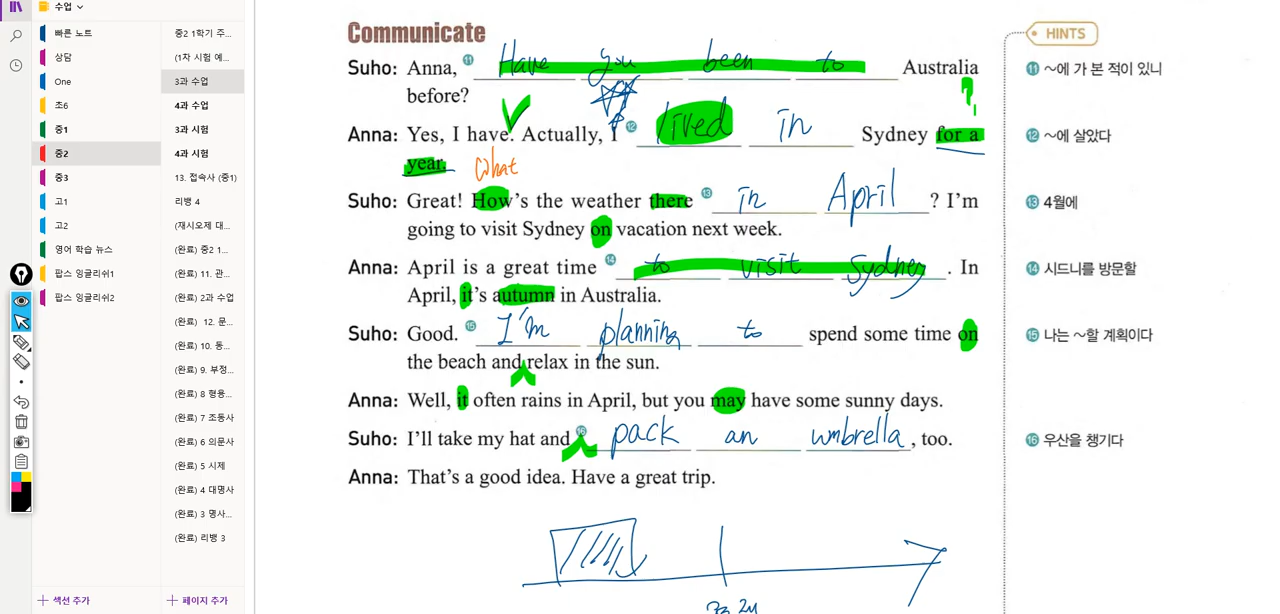 수업
빠른 노트
상담
One
초6
중1
중2
중3
고1
고2
영어 학습 뉴스
팝스 잉글리쉬1
팝스 잉글리쉬2
섹션 추가
중2 1학기 주...
(1차 시험 예...
3과 수업
4과 수업
3과 시험
4과 시험
13. 접속사 (중1)
리뱅 4
(재시오제 대...
(완료) 중2 1...
(완료) 11. 관...
(완료) 2과 수업
(완료) 12. 문...
(완료) 10. 동...
(완료) 9. 부정...
(완료) 8 형용...
(완료) 7 조동사
(완료) 6 의문사
(완료) 5 시제
(완료) 4 대명사
(완료) 3 명사...
(완료) 리뱅 3
페이지 추가
Communicate
Suho: Anna, ⑪ Have you been to Australia
before?
?
Anna: Yes, I have. Actually, I ⑫ lived in Sydney for a
year.
What
Suho: Great! How's the weather there ⑬ in April ? I'm
going to visit Sydney on vacation next week.
Anna: April is a great time ⑭ to visit Sydney . In
April, it's autumn in Australia.
Suho: Good. ⑮ I'm planning to spend some time on
the beach and relax in the sun.
Anna: Well, it often rains in April, but you may have some sunny days.
Suho: I'll take my hat and ⑯ pack an umbrella, too.
Anna: That's a good idea. Have a great trip.
HINTS
⑪ ~에 가 본 적이 있니
⑫ ~에 살았다
⑬ 4월에
⑭ 시드니를 방문할
⑮ 나는 ~할 계획이다
⑯ 우산을 챙기다